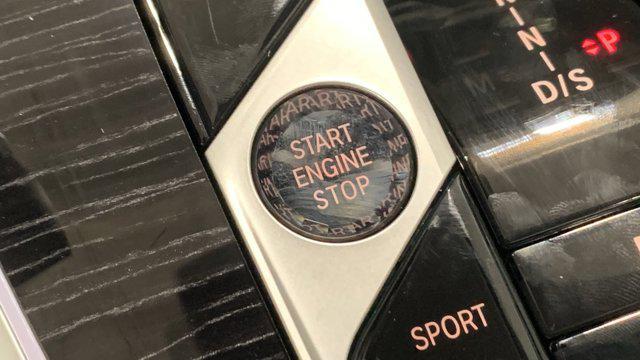 START
ENGINE
STOP
SPORT
N
I
N
I
D/S
P